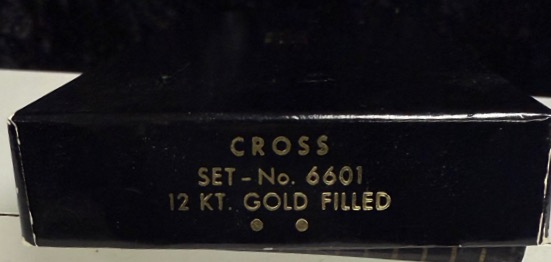 CROSS
SET-No. 6601
12 KT. GOLD FILLED